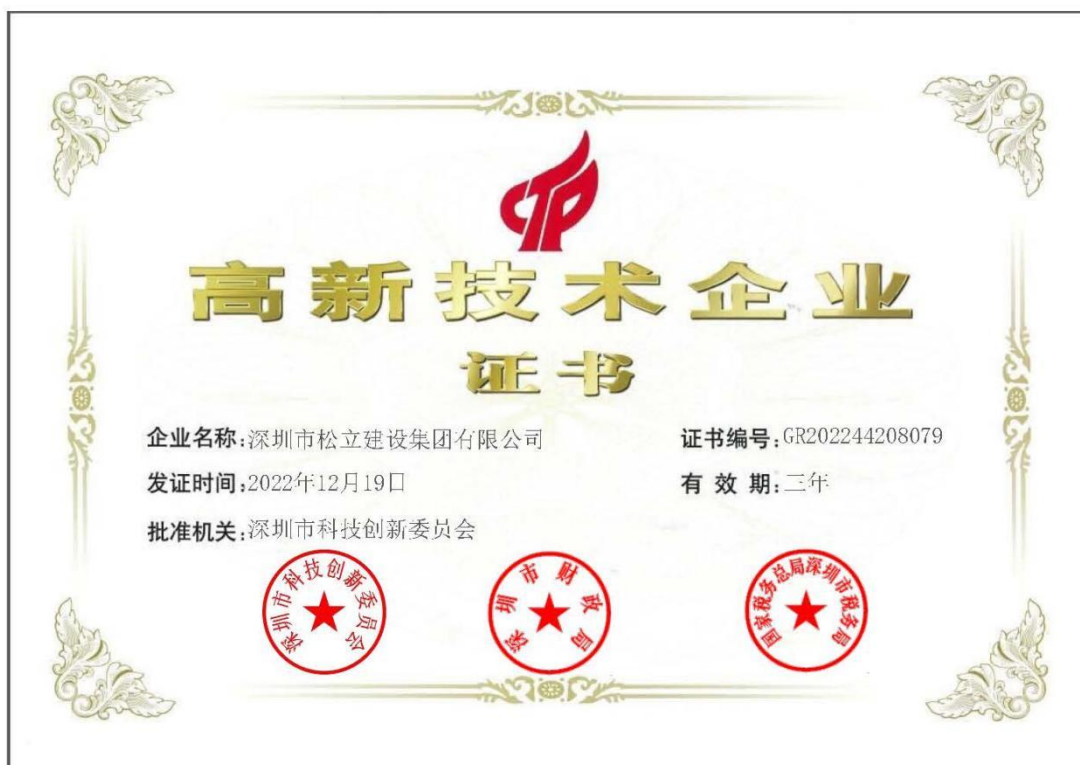 CTP
高新技术企业
证书
企业名称:深圳市松立建设集团有限公司
证书编号:GR202244208079
发证时间:2022年12月19日
有效期:三年
批准机关:深圳市科技创新委员会
深圳市科技创新委员会
深圳市财政局
国家税务总局深圳市税务局